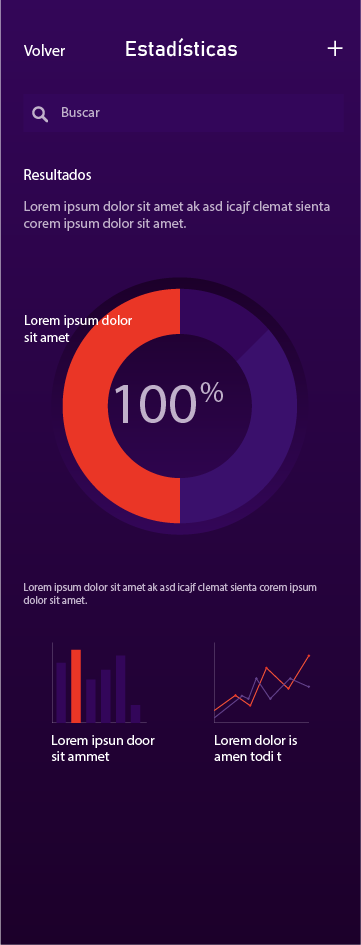 Volver Estadísticas +
Buscar
Resultados
Lorem ipsum dolor sit amet ak asd icajf clemat sienta
corem ipsum dolor sit amet.
Lorem ipsum dolor
sit amet
100%
Lorem ipsum dolor sit amet ak asd icajf clemat sienta corem ipsum
dolor sit amet.
Lorem ipsun door
sit ammet
Lorem dolor is
amen todi t